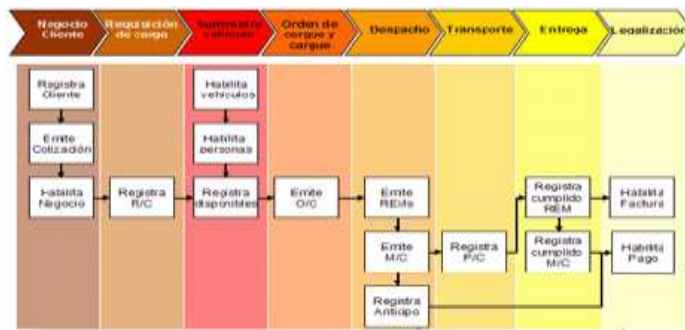 Negocio
Cliente
Requisición
de cargo
Suministro
vehículo
Orden de
cargue y
cargue
Despacho
Transporte
Entrega
Legalización
Registra
Cliente
Emite
Cotización
Habilita
Negocio
Registra
R/C
Habilita
vehículos
Habilita
personas
Registra
disponibles
Emite
O/C
Emite
REMs
Emite
M/C
Registra
Anticipo
Registra
P/C
Registra
cumplido
REM
Registra
cumplido
M/C
Habilita
Factura
Habilita
Pago